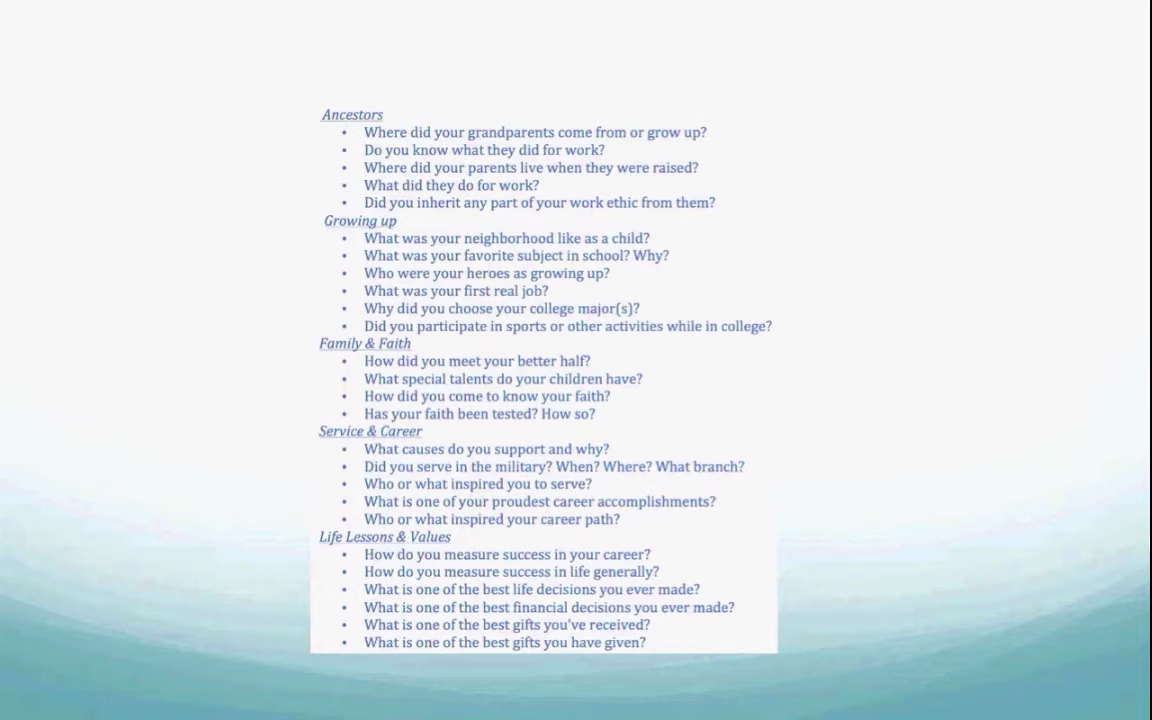 Ancestors
• Where did your grandparents come from or grow up?
• Do you know what they did for work?
• Where did your parents live when they were raised?
• What did they do for work?
• Did you inherit any part of your work ethic from them?
Growing up
• What was your neighborhood like as a child?
• What was your favorite subject in school? Why?
• Who were your heroes as growing up?
• What was your first real job?
• Why did you choose your college major(s)?
• Did you participate in sports or other activities while in college?
Family & Faith
• How did you meet your better half?
• What special talents do your children have?
• How did you come to know your faith?
• Has your faith been tested? How so?
Service & Career
• What causes do you support and why?
• Did you serve in the military? When? Where? What branch?
• Who or what inspired you to serve?
• What is one of your proudest career accomplishments?
• Who or what inspired your career path?
Life Lessons & Values
• How do you measure success in your career?
• How do you measure success in life generally?
• What is one of the best life decisions you ever made?
• What is one of the best financial decisions you ever made?
• What is one of the best gifts you've received?
• What is one of the best gifts you have given?